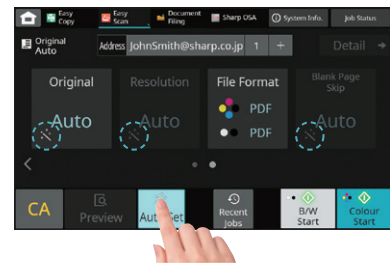 Easy Copy
Easy Scan
Document Filing
Sharp OSA
System Info.
Job Status
Original
Auto
Address JohnSmith@sharp.co.jp 1 +
Detail
Original
Auto
Resolution
Auto
File Format
PDF
PDF
Blank Page
Skip
Auto
CA
Preview
Auto Set
Recent
Jobs
B/W
Start
Colour
Start